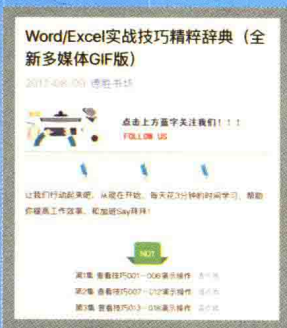 Word/Excel实战技巧精粹辞典（全
新多媒体GIF版）
2017-08-09 德胜书坊
点击上方蓝字关注我们！！！
FOLLOW US
让我们行动起来吧，从现在开始，每天花3分钟的时间学习，帮助
你提高工作效率，和加班Say拜拜！
NO1
第1集 查看技巧001—006演示操作
第2集 查看技巧007—012演示操作
第3集 查看技巧013—018演示操作